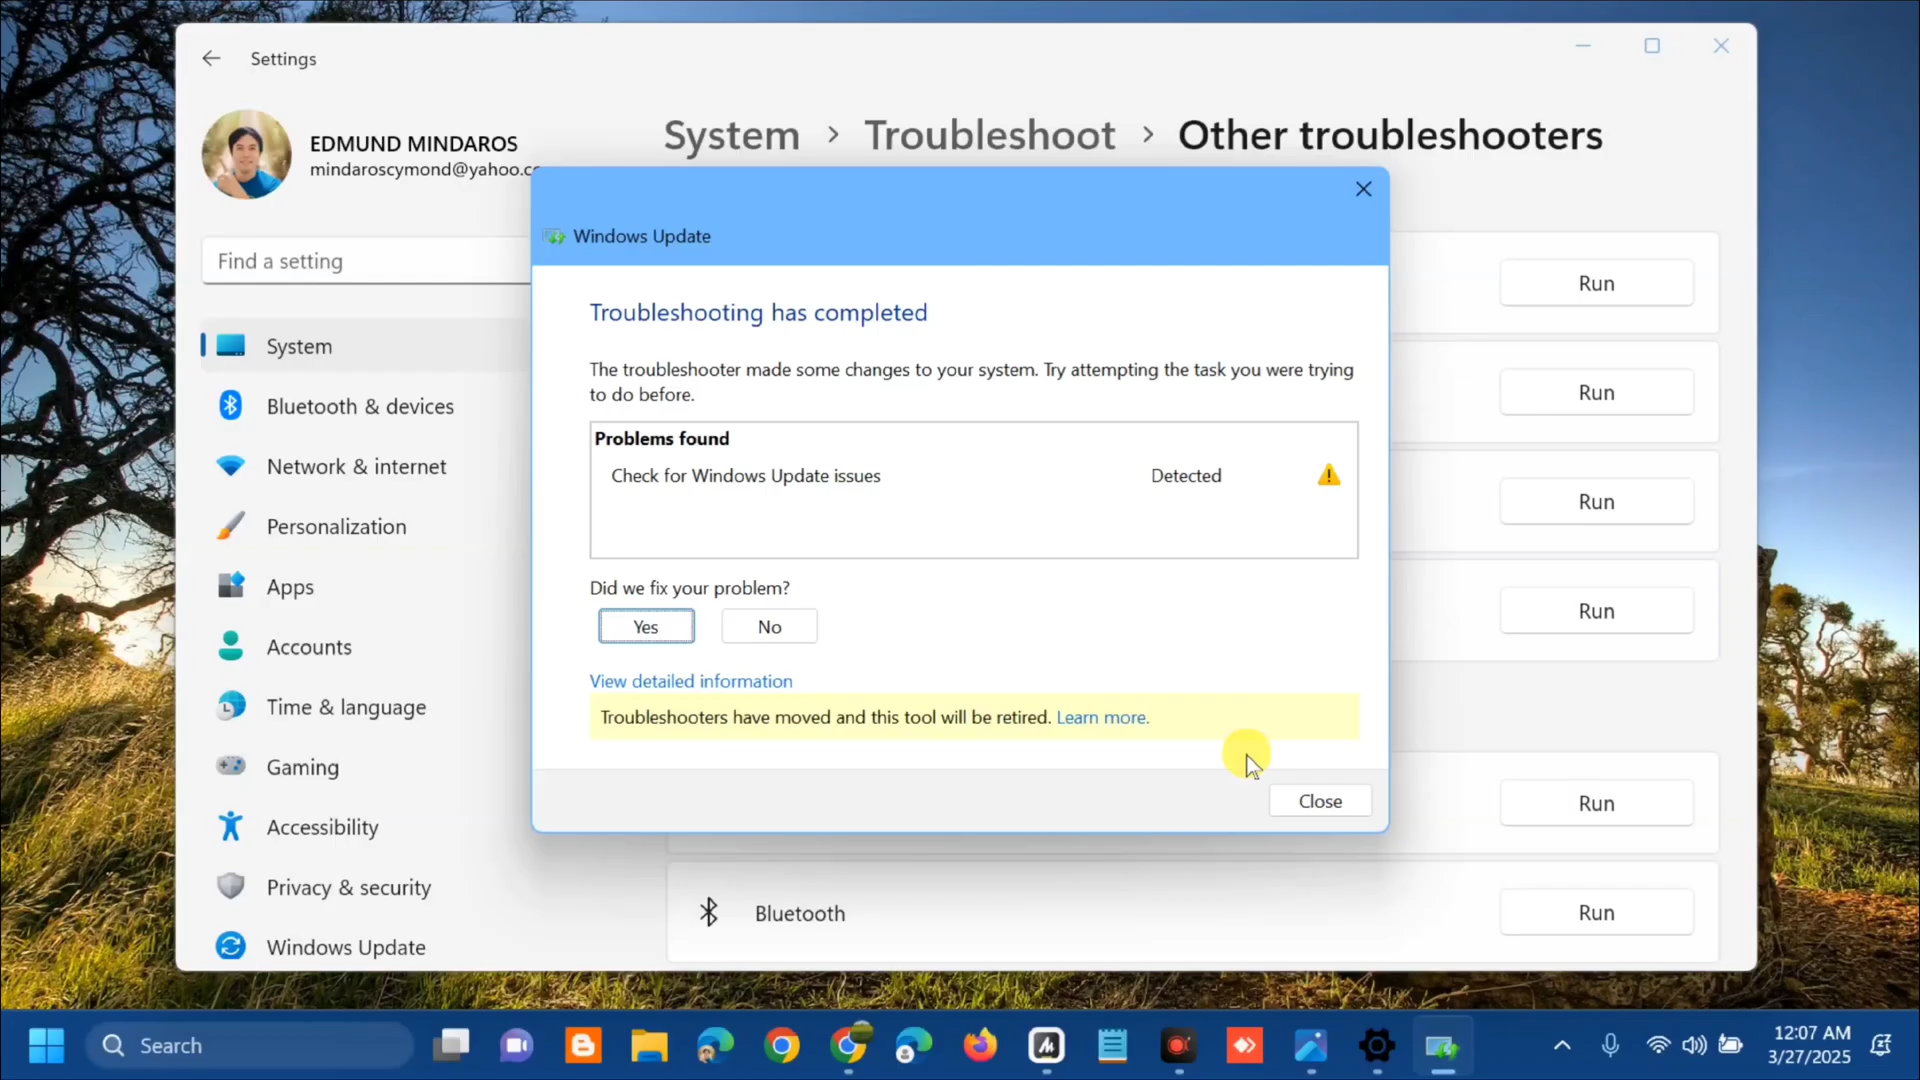 Settings
EDMUND MINDAROS
mindaroscymond@yahoo.c
System > Troubleshoot > Other troubleshooters
Find a setting
System
Bluetooth & devices
Network & internet
Personalization
Apps
Accounts
Time & language
Gaming
Accessibility
Privacy & security
Windows Update
Windows Update
Troubleshooting has completed
The troubleshooter made some changes to your system. Try attempting the task you were trying
to do before.
Problems found
Check for Windows Update issues Detected
Did we fix your problem?
Yes No
View detailed information
Troubleshooters have moved and this tool will be retired. Learn more.
Close
Run
Run
Run
Run
Run
Bluetooth Run
Search
12:07 AM
3/27/2025